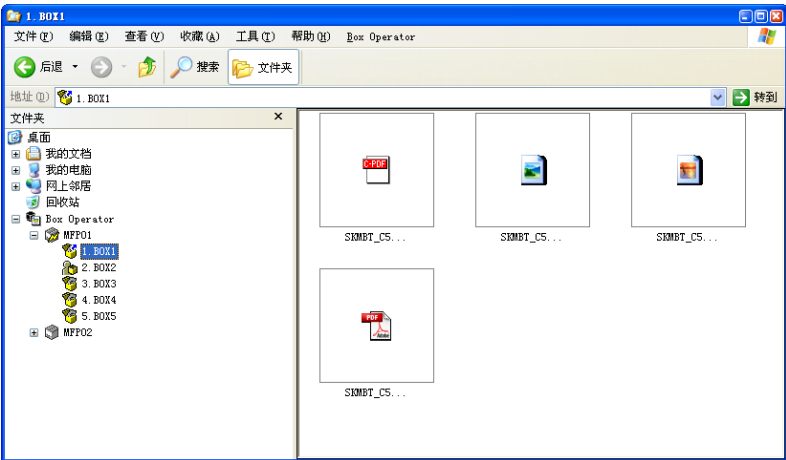 1. BOX1
文件(F) 编辑(E) 查看(V) 收藏(A) 工具(T) 帮助(H) Box Operator
后退 搜索 文件夹
地址(D) 1. BOX1 转到
文件夹 ×
桌面
我的文档
我的电脑
网上邻居
回收站
Box Operator
MFP01
1. BOX1
2. BOX2
3. BOX3
4. BOX4
5. BOX5
MFP02
C-PDF
SKMBT_C5... SKMBT_C5... SKMBT_C5...
PDF
Adobe
SKMBT_C5...